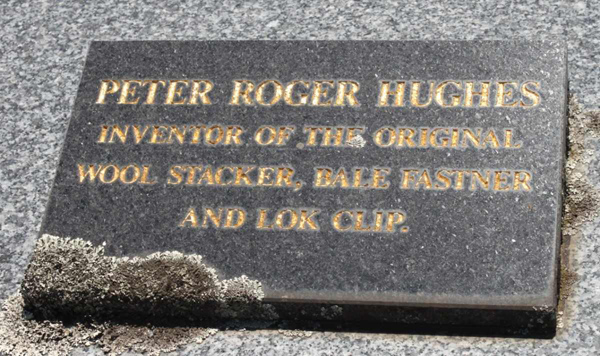 PETER ROGER HUGHES
INVENTOR OF THE ORIGINAL
WOOL STACKER, BALE FASTNER
AND LOK CLIP.